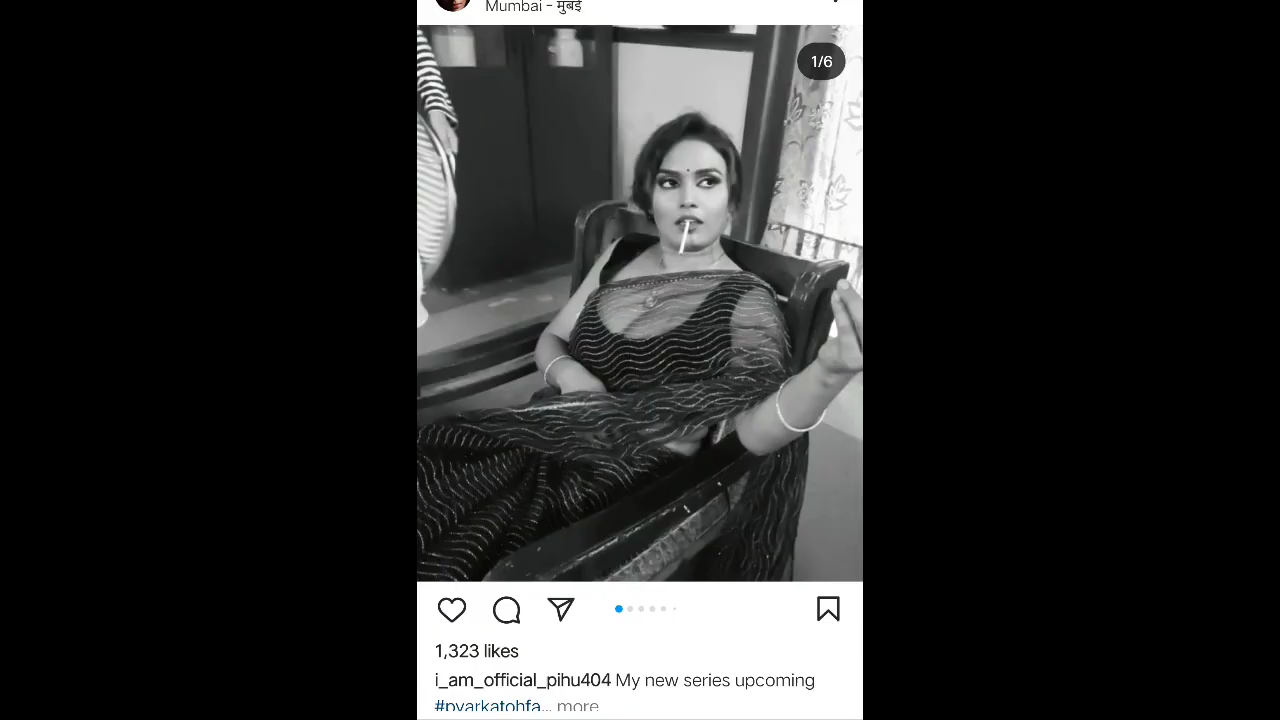 Mumbai - मुंबई
1/6
1,323 likes
i_am_official_pihu404 My new series upcoming
#pyarkatohfa... more